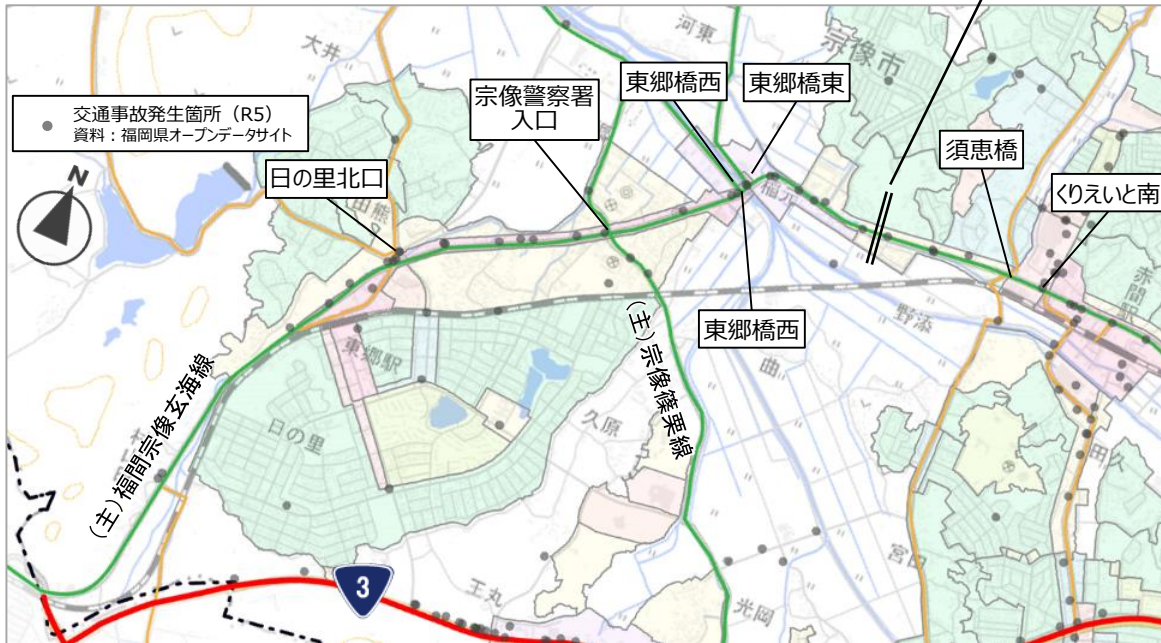 大井
河東
宗像市
交通事故発生箇所（R5）
資料：福岡県オープンデータサイト
宗像警察署
入口
東郷橋西
東郷橋東
須恵橋
くりえいと南
日の里北口
N
田熊
稲元
赤間駅
東郷橋西
野添
曲
東郷駅
(主)宗像篠栗線
(主)福間宗像玄海線
日の里
久原
田久
宮田
王丸
光岡
3